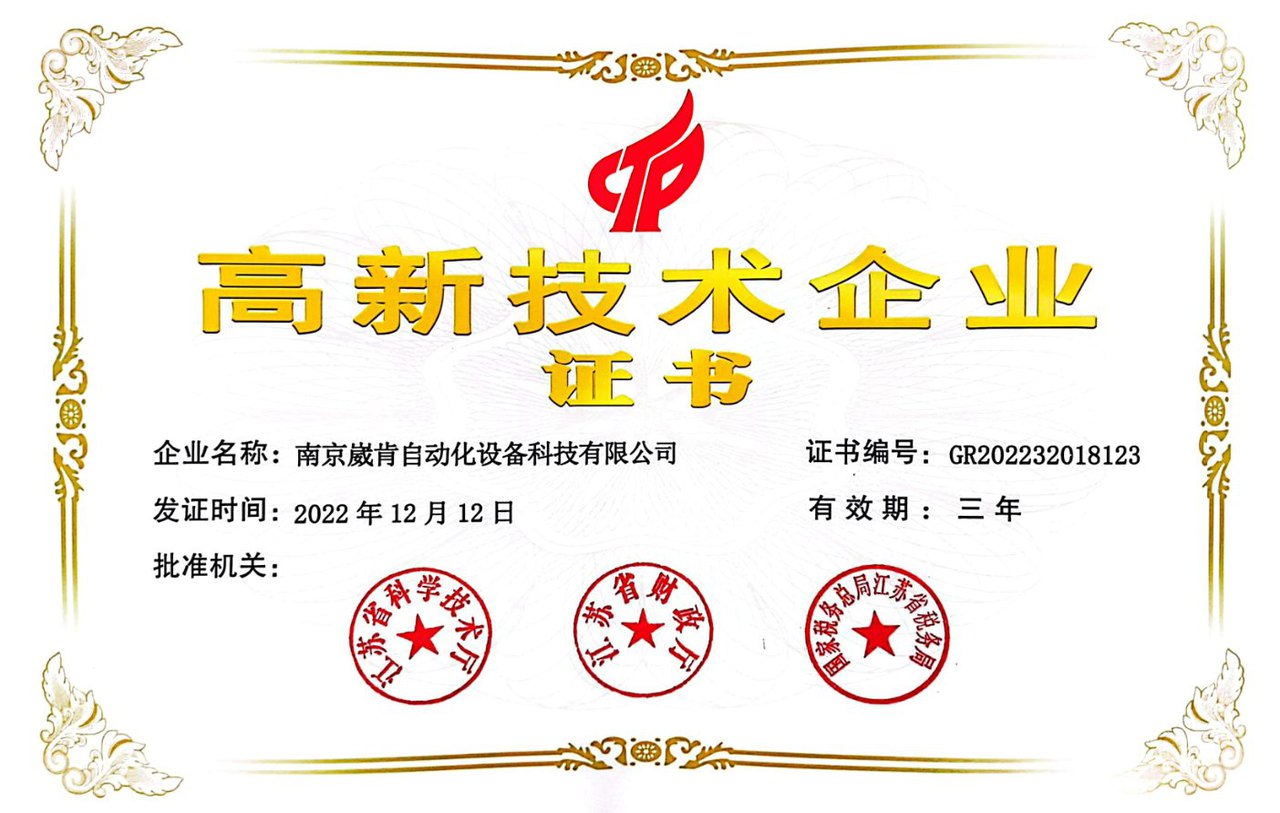 CTP
高新技术企业
证书
企业名称：南京崴肯自动化设备科技有限公司
证书编号：GR202232018123
发证时间：2022年12月12日
有效期：三年
批准机关：
江苏省科学技术厅
江苏省财政厅
国家税务总局江苏省税务局